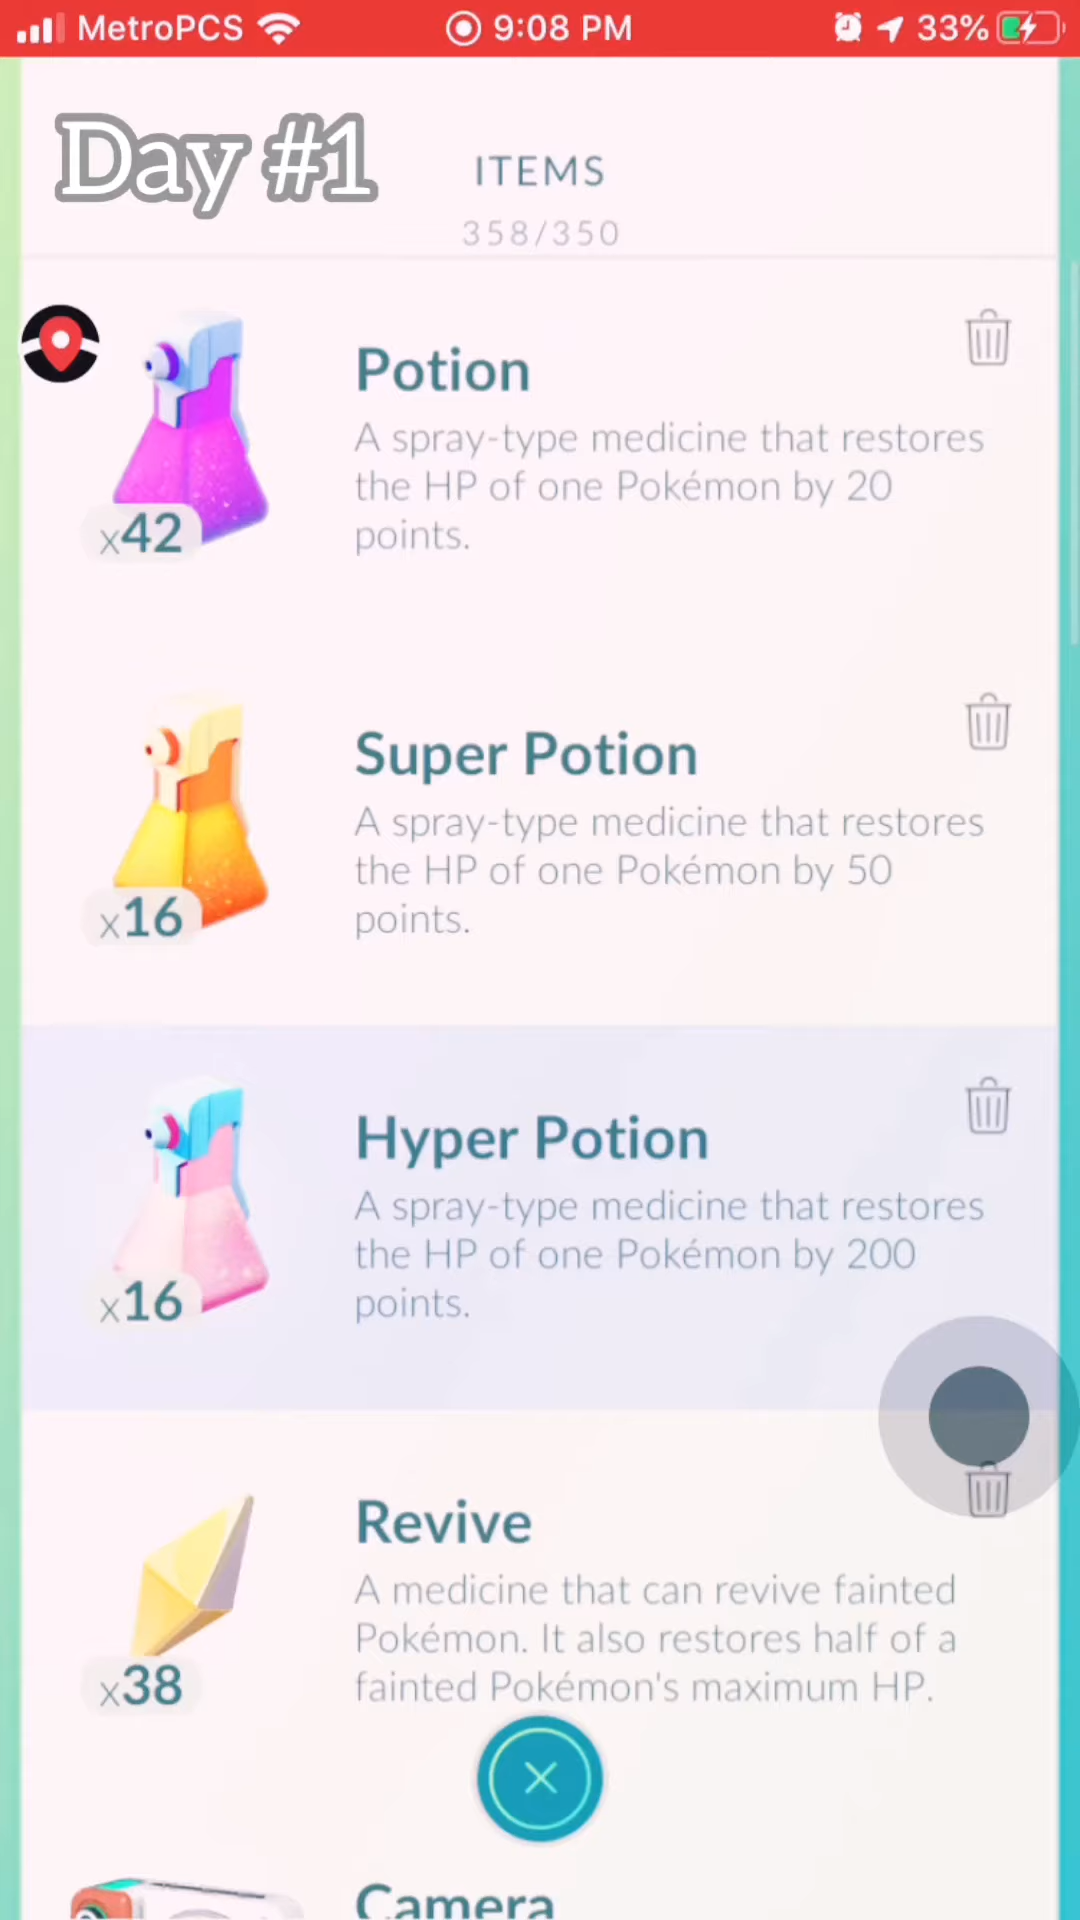 MetroPCS 9:08 PM 33%
Day #1
ITEMS
358/350
Potion
A spray-type medicine that restores
the HP of one Pokémon by 20
points.
x42
Super Potion
A spray-type medicine that restores
the HP of one Pokémon by 50
points.
x16
Hyper Potion
A spray-type medicine that restores
the HP of one Pokémon by 200
points.
x16
Revive
A medicine that can revive fainted
Pokémon. It also restores half of a
fainted Pokémon's maximum HP.
x38
Camera